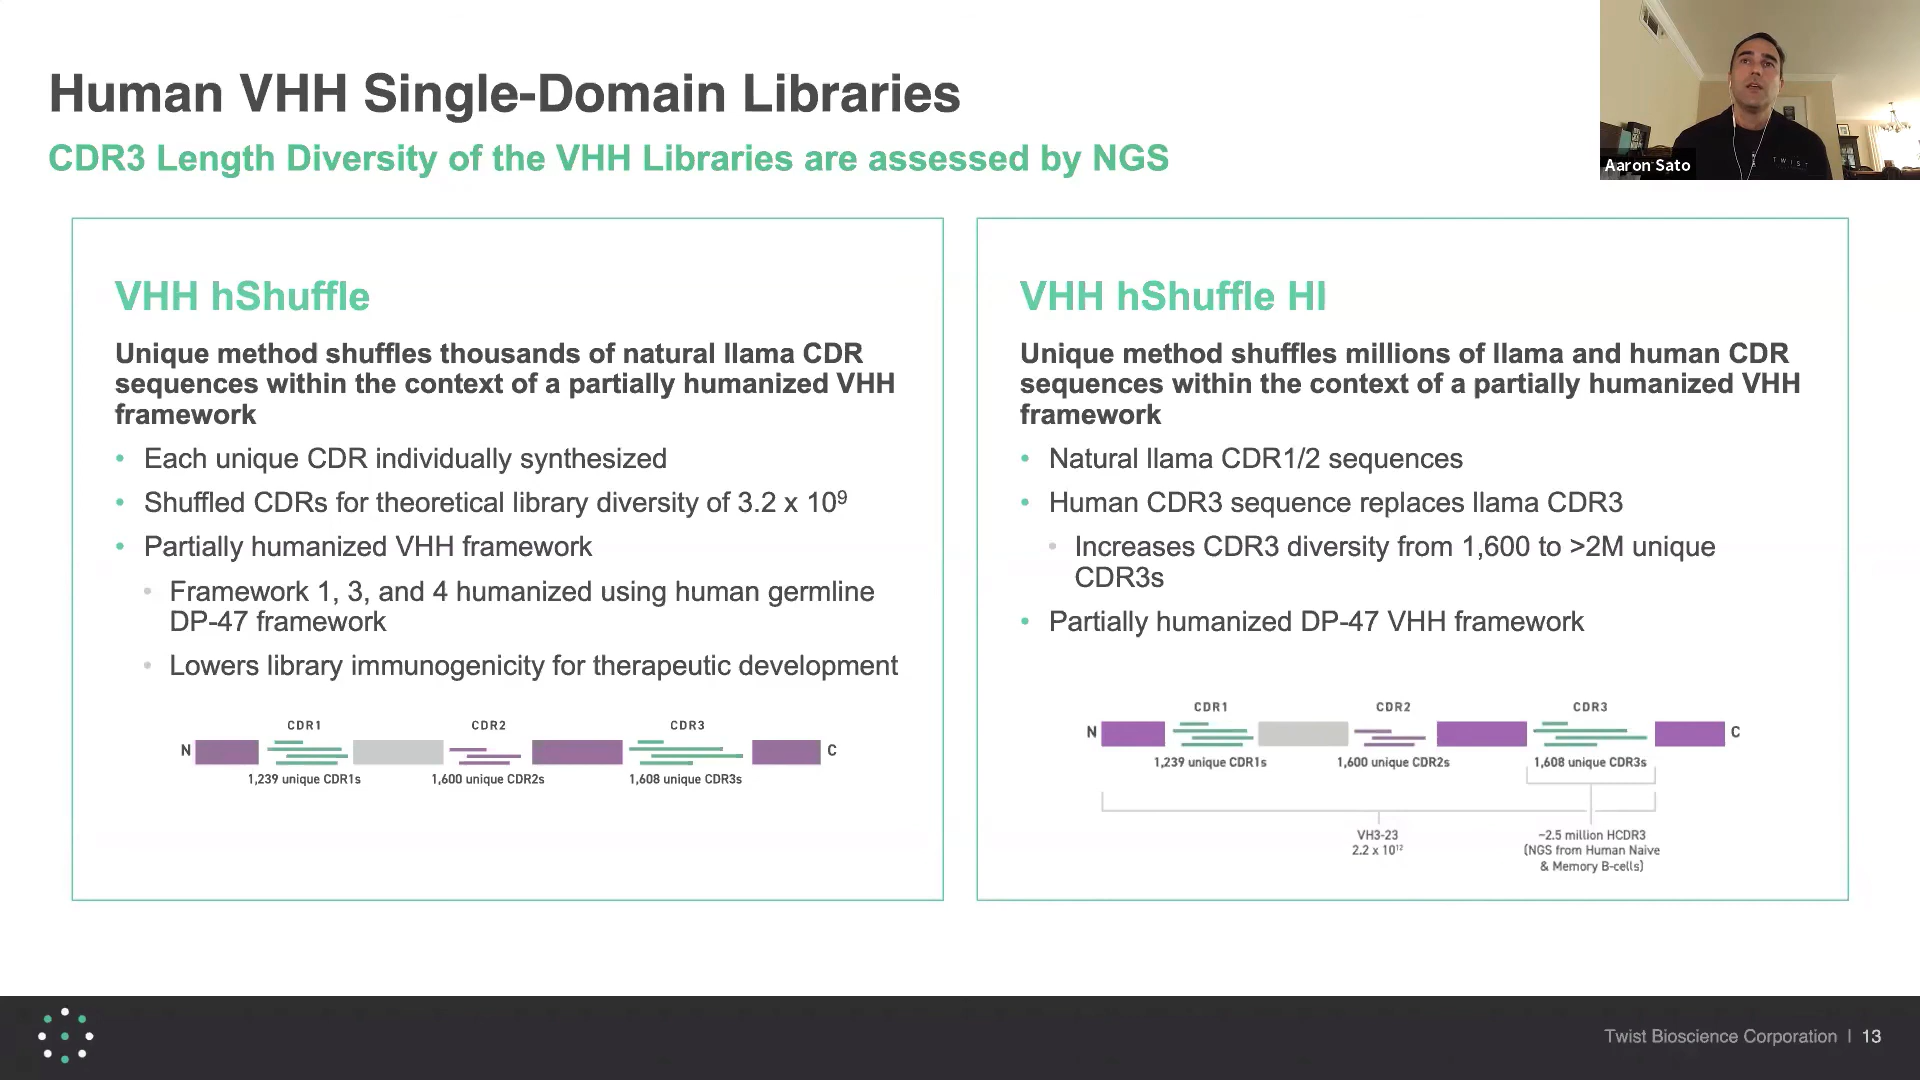 Human VHH Single-Domain Libraries
CDR3 Length Diversity of the VHH Libraries are assessed by NGS
Aaron Sato
TWIST
VHH hShuffle
Unique method shuffles thousands of natural llama CDR
sequences within the context of a partially humanized VHH
framework
• Each unique CDR individually synthesized
• Shuffled CDRs for theoretical library diversity of 3.2 x 10⁹
• Partially humanized VHH framework
• Framework 1, 3, and 4 humanized using human germline
DP-47 framework
• Lowers library immunogenicity for therapeutic development
CDR1 CDR2 CDR3
N C
1,239 unique CDR1s 1,600 unique CDR2s 1,608 unique CDR3s
VHH hShuffle HI
Unique method shuffles millions of llama and human CDR
sequences within the context of a partially humanized VHH
framework
• Natural llama CDR1/2 sequences
• Human CDR3 sequence replaces llama CDR3
• Increases CDR3 diversity from 1,600 to >2M unique
CDR3s
• Partially humanized DP-47 VHH framework
CDR1 CDR2 CDR3
N C
1,239 unique CDR1s 1,600 unique CDR2s 1,608 unique CDR3s
VH3-23
2.2 x 10¹²
~2.5 million HCDR3
(NGS from Human Naive
& Memory B-cells)
Twist Bioscience Corporation | 13